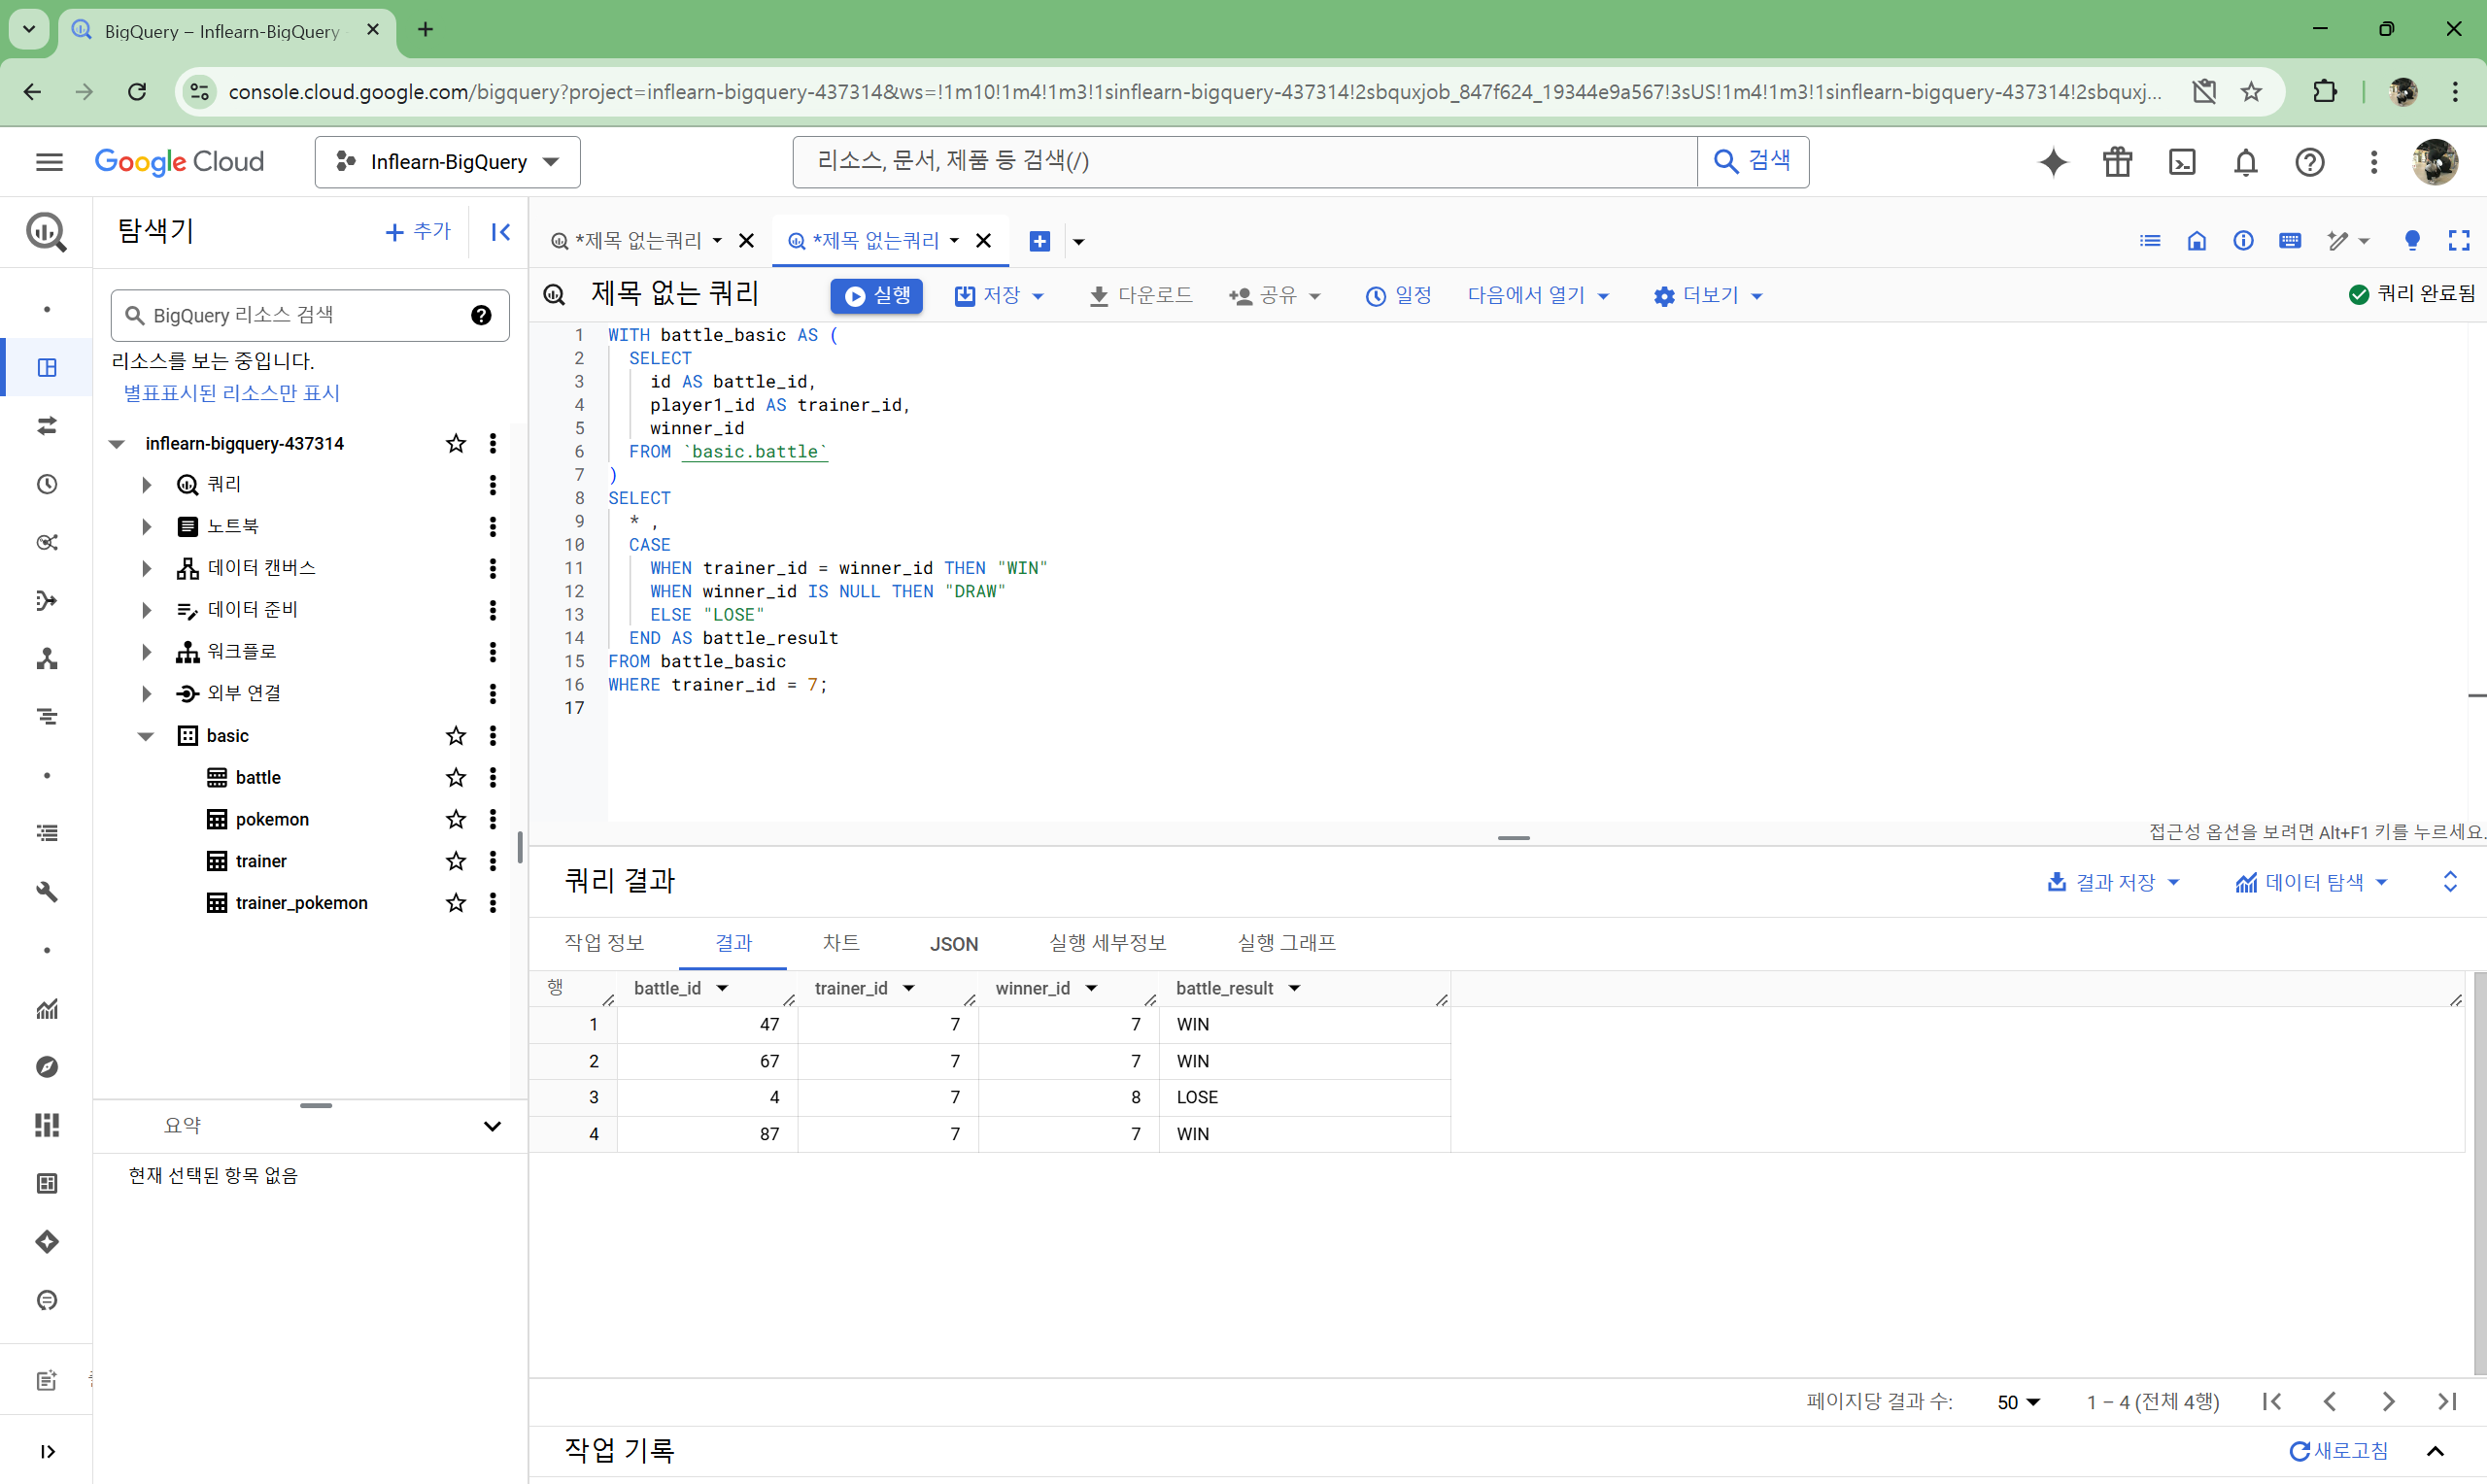 BigQuery – Inflearn-BigQuery
console.cloud.google.com/bigquery?project=inflearn-bigquery-437314&ws=!1m10!1m4!1m3!1sinflearn-bigquery-437314!2sbquxjob_847f624_19344e9a567!3sUS!1m4!1m3!1sinflearn-bigquery-437314!2sbquxj...
Google Cloud
Inflearn-BigQuery
리소스, 문서, 제품 등 검색(/)
검색
탐색기
+ 추가
*제목 없는쿼리
*제목 없는쿼리
BigQuery 리소스 검색
제목 없는 쿼리
실행
저장
다운로드
공유
일정
다음에서 열기
더보기
쿼리 완료됨
리소스를 보는 중입니다.
별표표시된 리소스만 표시
inflearn-bigquery-437314
쿼리
노트북
데이터 캔버스
데이터 준비
워크플로
외부 연결
basic
battle
pokemon
trainer
trainer_pokemon
요약
현재 선택된 항목 없음
1 WITH battle_basic AS (
2 SELECT
3 id AS battle_id,
4 player1_id AS trainer_id,
5 winner_id
6 FROM `basic.battle`
7 )
8 SELECT
9 * ,
10 CASE
11 WHEN trainer_id = winner_id THEN "WIN"
12 WHEN winner_id IS NULL THEN "DRAW"
13 ELSE "LOSE"
14 END AS battle_result
15 FROM battle_basic
16 WHERE trainer_id = 7;
17
접근성 옵션을 보려면 Alt+F1 키를 누르세요.
쿼리 결과
결과 저장
데이터 탐색
작업 정보 결과 차트 JSON 실행 세부정보 실행 그래프
행 battle_id trainer_id winner_id battle_result
1 47 7 7 WIN
2 67 7 7 WIN
3 4 7 8 LOSE
4 87 7 7 WIN
페이지당 결과 수: 50 1 – 4 (전체 4행)
작업 기록
새로고침